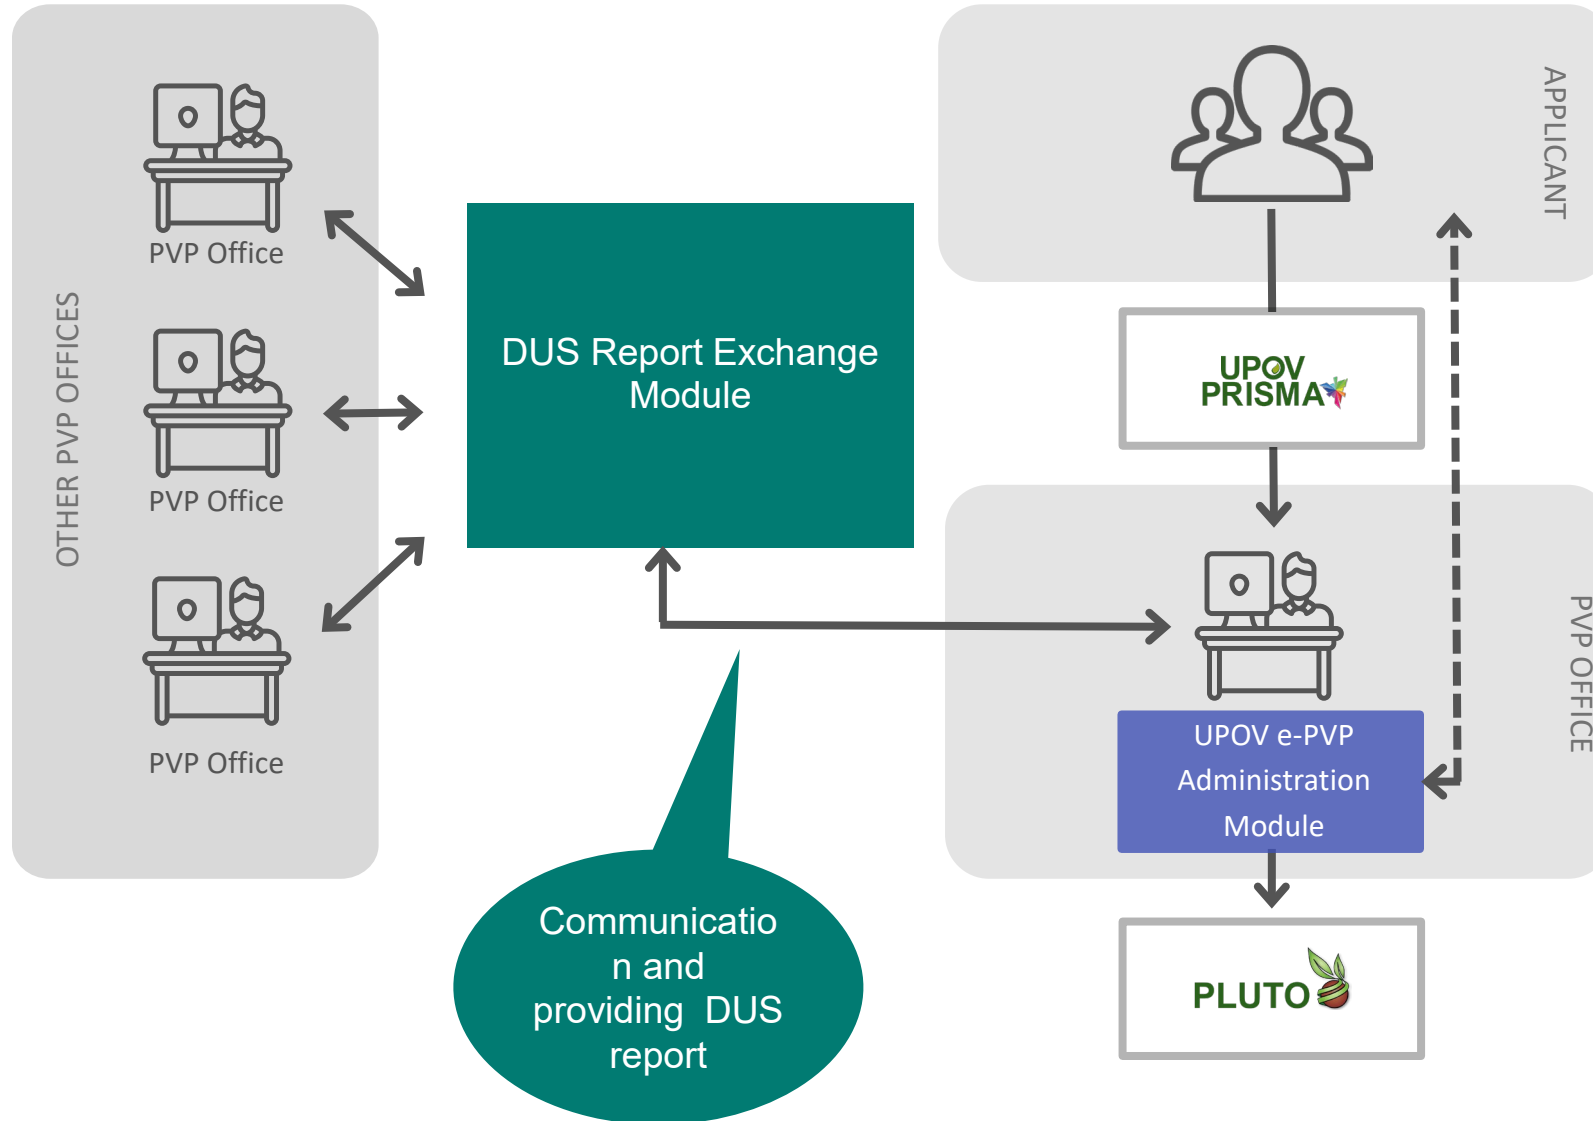 OTHER PVP OFFICES
PVP Office
PVP Office
PVP Office
DUS Report Exchange
Module
Communicatio
n and
providing DUS
report
APPLICANT
UPOV
PRISMA
PVP OFFICE
UPOV e-PVP
Administration
Module
PLUTO